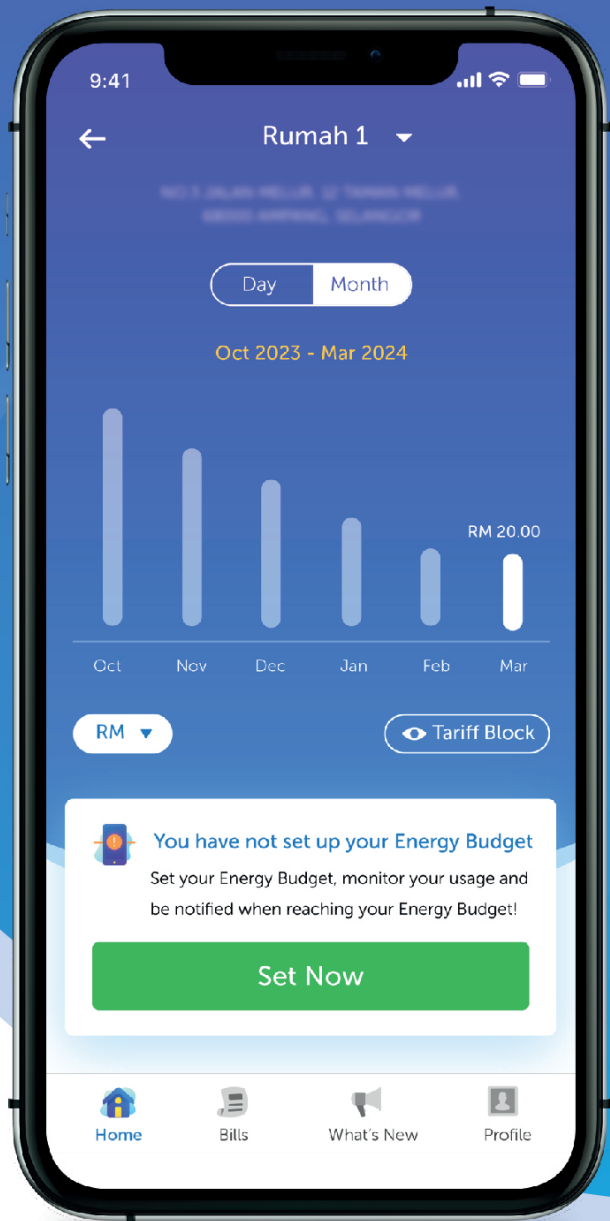 9:41
Rumah 1
Day Month
Oct 2023 - Mar 2024
RM 20.00
Oct Nov Dec Jan Feb Mar
RM
Tariff Block
You have not set up your Energy Budget
Set your Energy Budget, monitor your usage and
be notified when reaching your Energy Budget!
Set Now
Home Bills What's New Profile